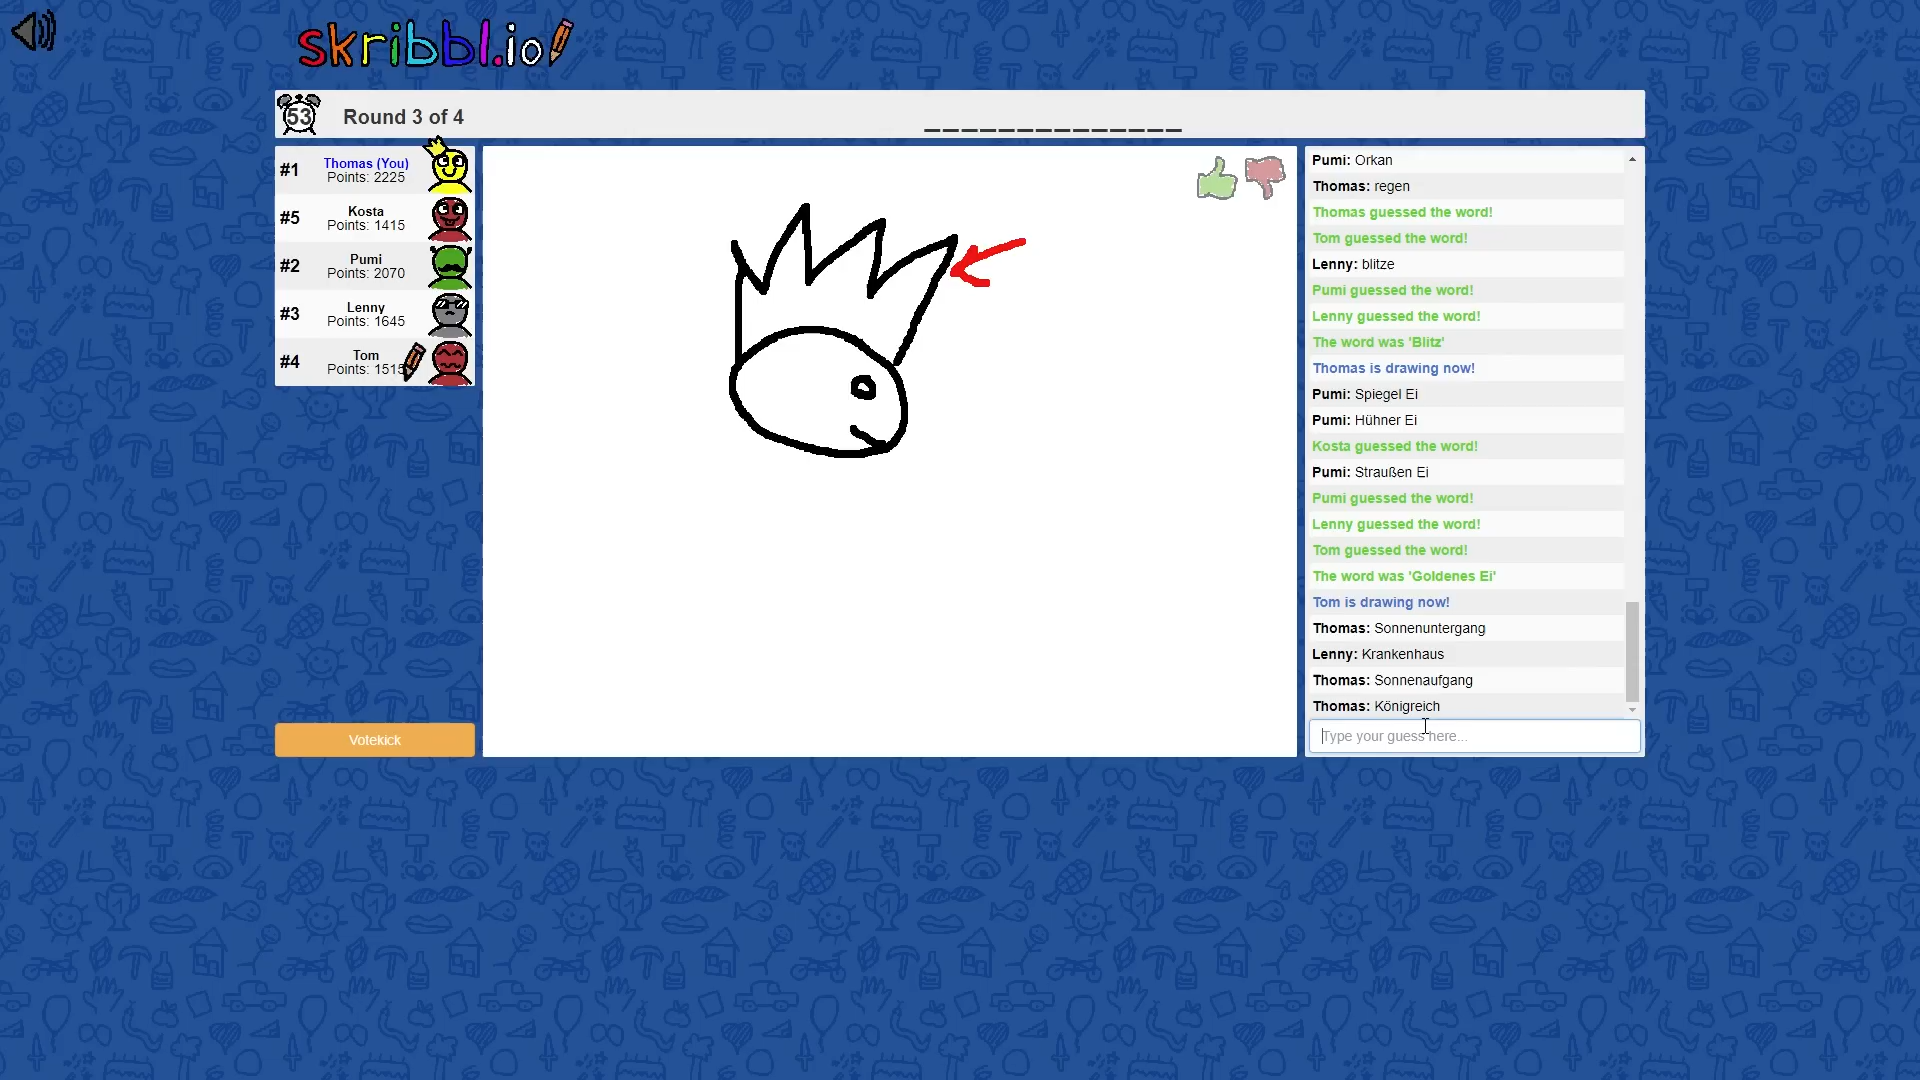 skribbl.io
53
Round 3 of 4
______________
#1
Thomas (You)
Points: 2225
#5
Kosta
Points: 1415
#2
Pumi
Points: 2070
#3
Lenny
Points: 1645
#4
Tom
Points: 1515
Votekick
Pumi: Orkan
Thomas: regen
Thomas guessed the word!
Tom guessed the word!
Lenny: blitze
Pumi guessed the word!
Lenny guessed the word!
The word was 'Blitz'
Thomas is drawing now!
Pumi: Spiegel Ei
Pumi: Hühner Ei
Kosta guessed the word!
Pumi: Straußen Ei
Pumi guessed the word!
Lenny guessed the word!
Tom guessed the word!
The word was 'Goldenes Ei'
Tom is drawing now!
Thomas: Sonnenuntergang
Lenny: Krankenhaus
Thomas: Sonnenaufgang
Thomas: Königreich
Type your guess here...